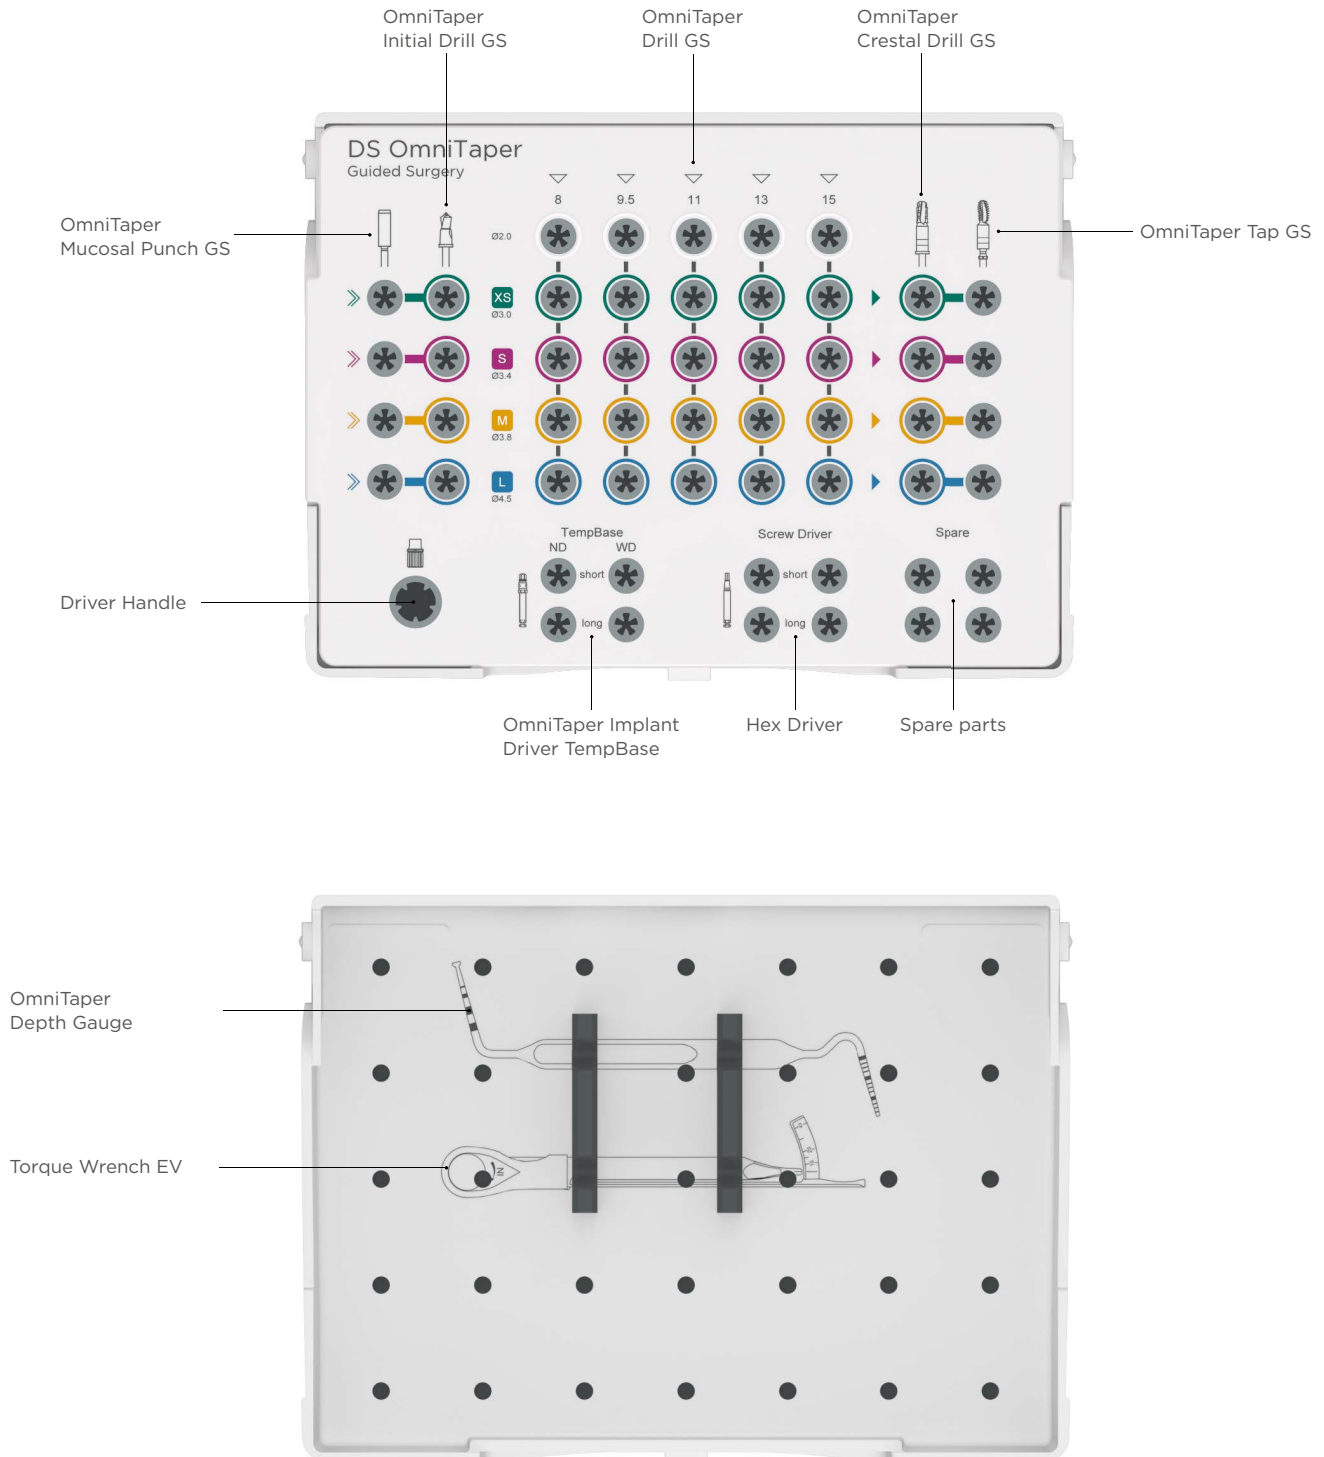 OmniTaper
Initial Drill GS
OmniTaper
Drill GS
OmniTaper
Crestal Drill GS
DS OmniTaper
Guided Surgery
8 9.5 11 13 15
OmniTaper
Mucosal Punch GS
Ø2.0
OmniTaper Tap GS
XS
Ø3.0
S
Ø3.4
M
Ø3.8
L
Ø4.5
TempBase
ND WD
short
long
Screw Driver
short
long
Spare
Driver Handle
OmniTaper Implant
Driver TempBase
Hex Driver
Spare parts
OmniTaper
Depth Gauge
Torque Wrench EV
IN